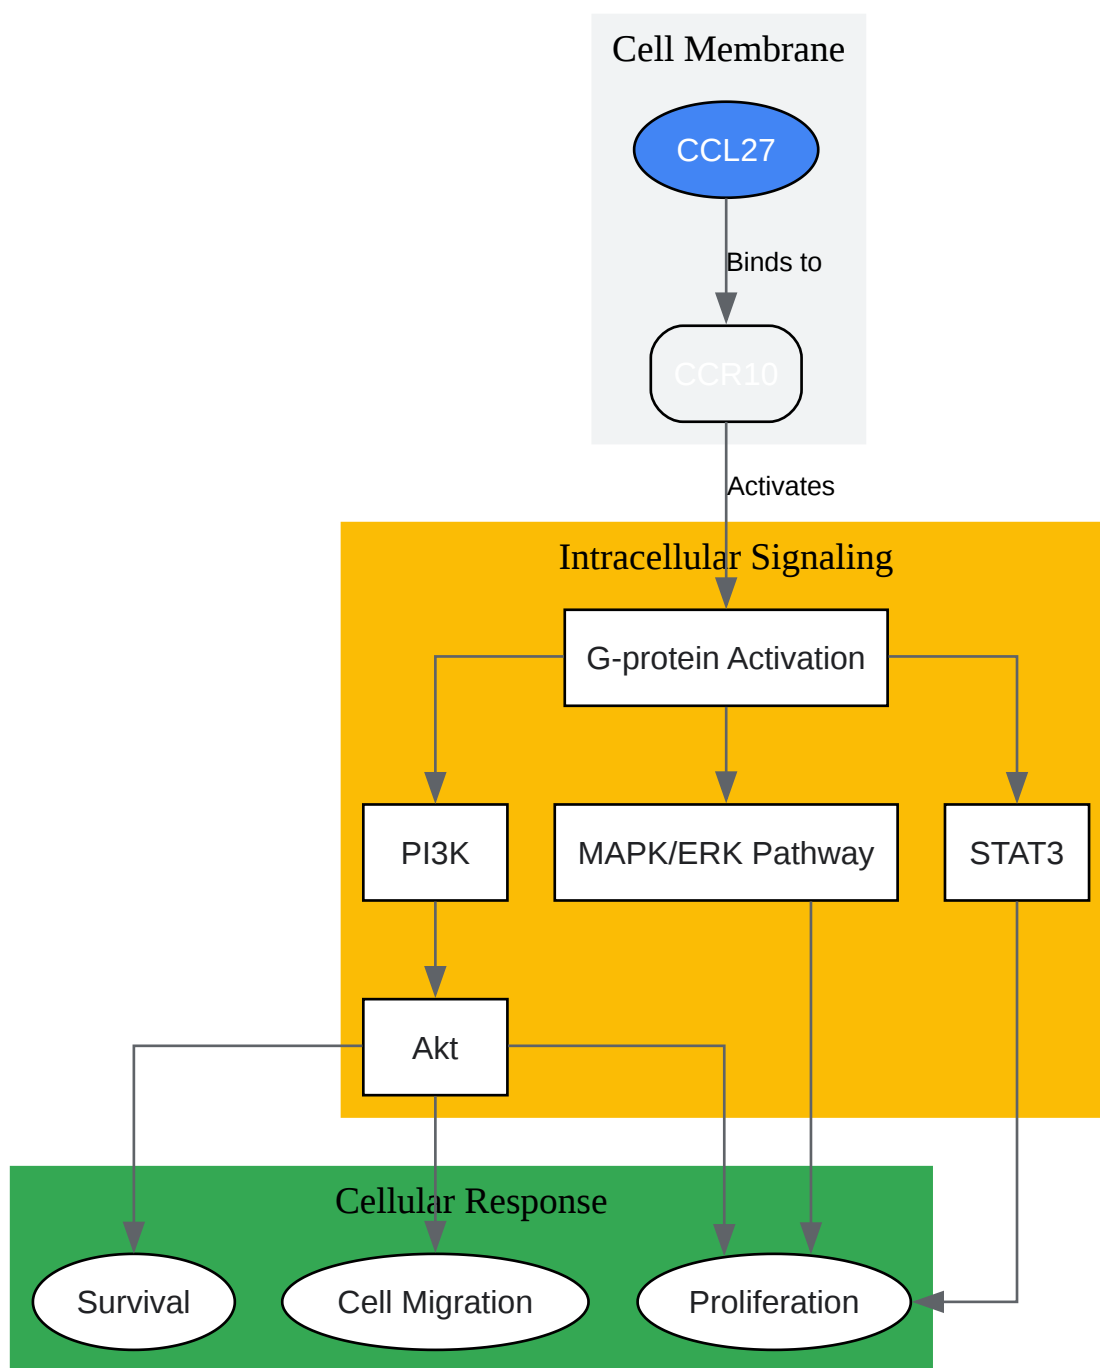 Cell Membrane
CCL27
Binds to
CCR10
Activates
Intracellular Signaling
G-protein Activation
PI3K
MAPK/ERK Pathway
STAT3
Akt
Cellular Response
Survival
Cell Migration
Proliferation